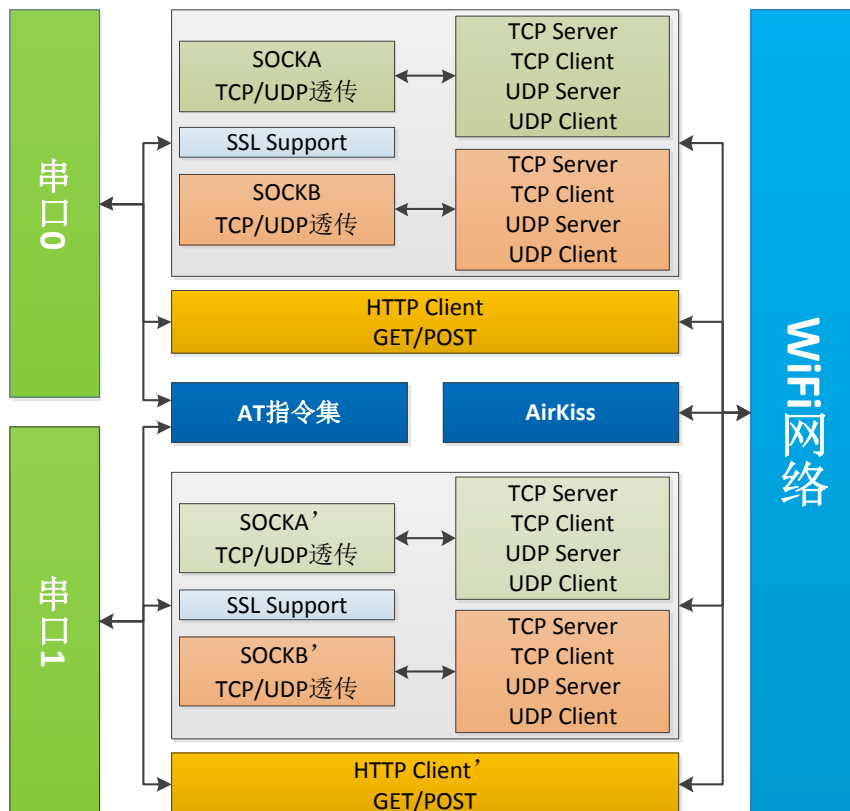 串口0
SOCKA
TCP/UDP透传
TCP Server
TCP Client
UDP Server
UDP Client
SSL Support
SOCKB
TCP/UDP透传
TCP Server
TCP Client
UDP Server
UDP Client
HTTP Client
GET/POST
AT指令集
AirKiss
WiFi网络
串口1
SOCKA’
TCP/UDP透传
TCP Server
TCP Client
UDP Server
UDP Client
SSL Support
SOCKB’
TCP/UDP透传
TCP Server
TCP Client
UDP Server
UDP Client
HTTP Client’
GET/POST